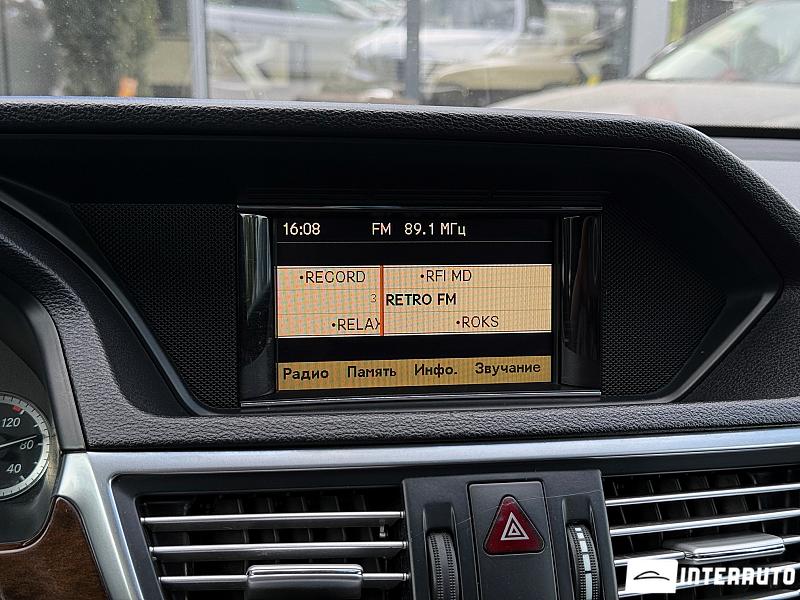 16:08 FM 89.1 МГц
•RECORD •RFI MD
3 RETRO FM
•RELAX •ROKS
Радио Память Инфо. Звучание
120
80
40
INTERAUTO